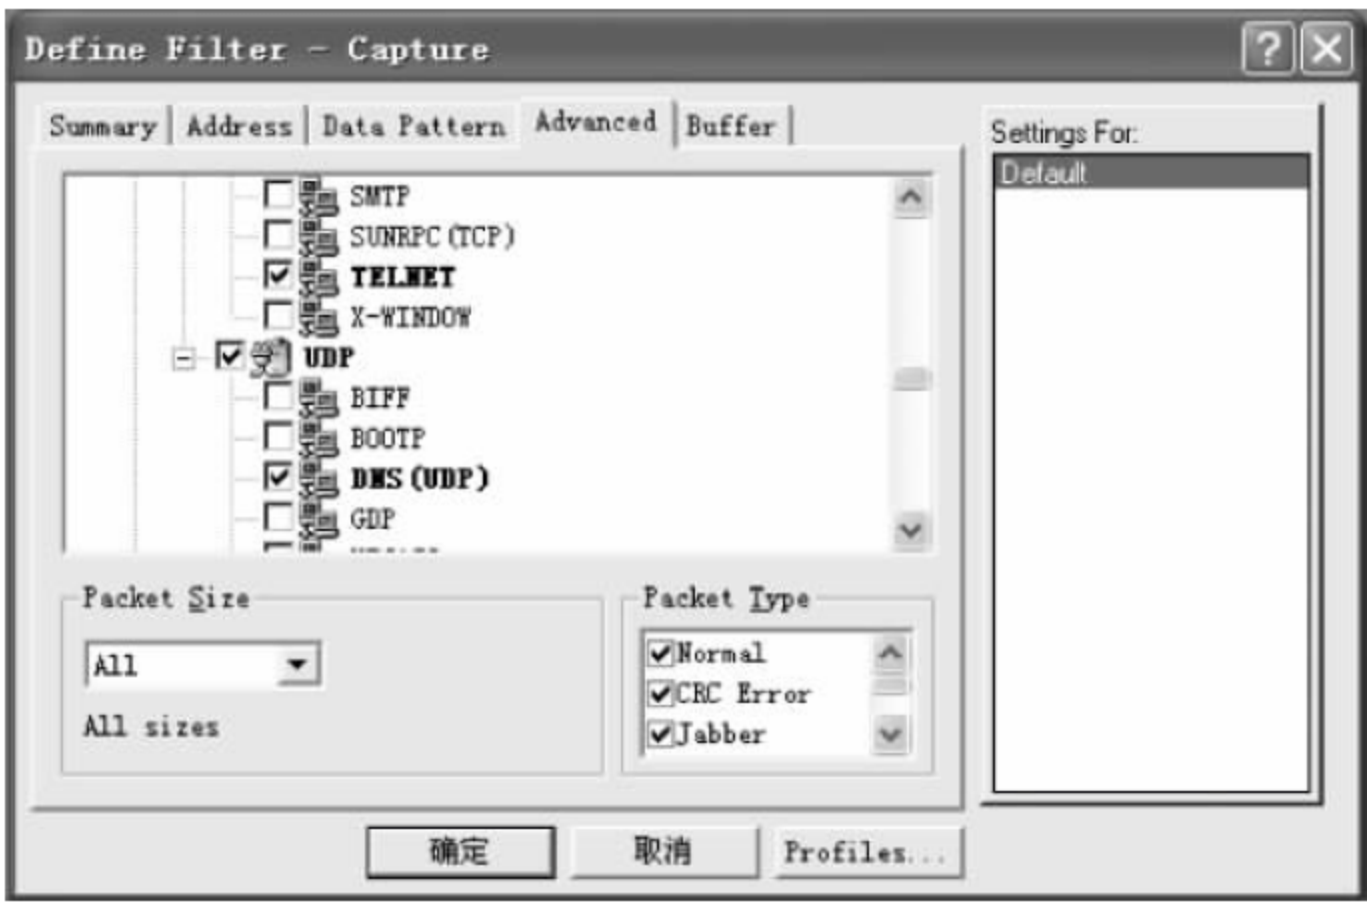 Define Filter - Capture
Summary Address Data Pattern Advanced Buffer
Settings For:
Default
SMTP
SUNRPC(TCP)
TELNET
X-WINDOW
UDP
BIFF
BOOTP
DNS(UDP)
GDP
Packet Size
All
All sizes
Packet Type
Normal
CRC Error
Jabber
确定 取消 Profiles...